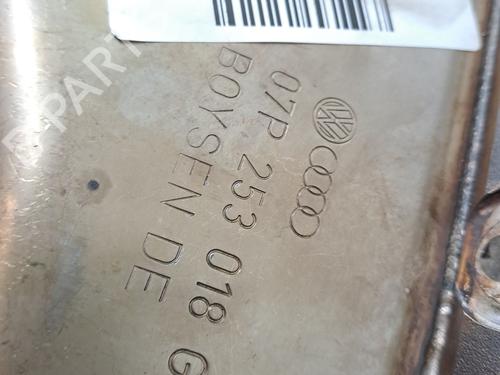 07P 253 018 G
BOYSEN DE